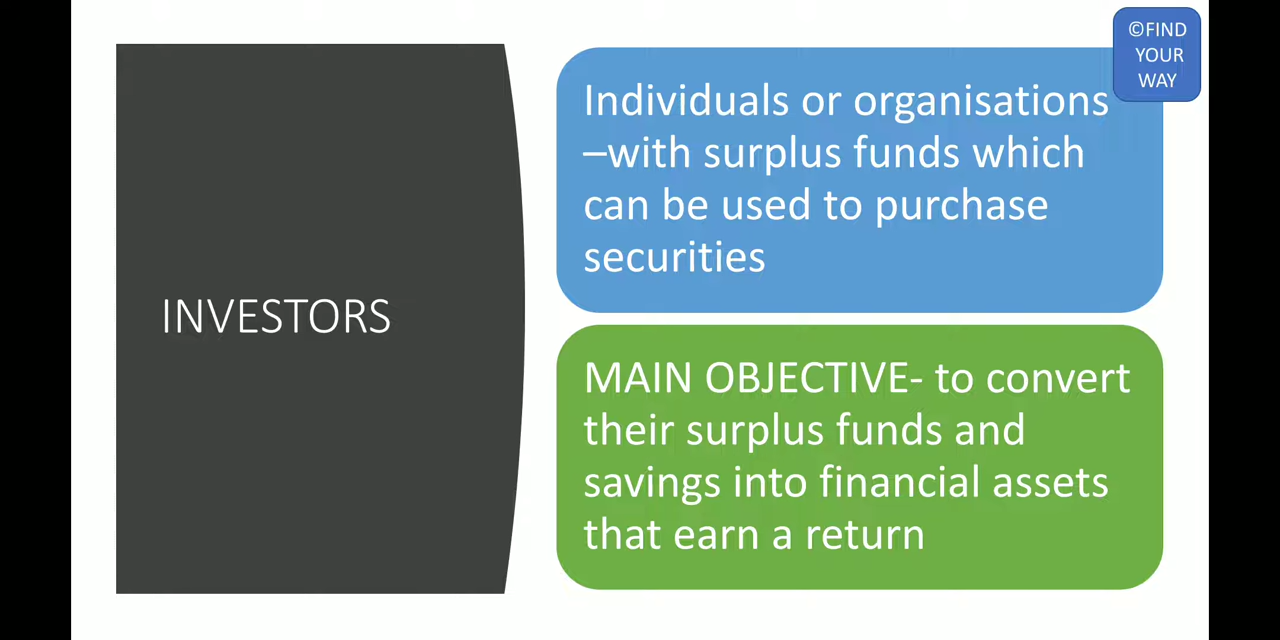 ©FIND
YOUR
WAY
INVESTORS
Individuals or organisations
–with surplus funds which
can be used to purchase
securities
MAIN OBJECTIVE- to convert
their surplus funds and
savings into financial assets
that earn a return